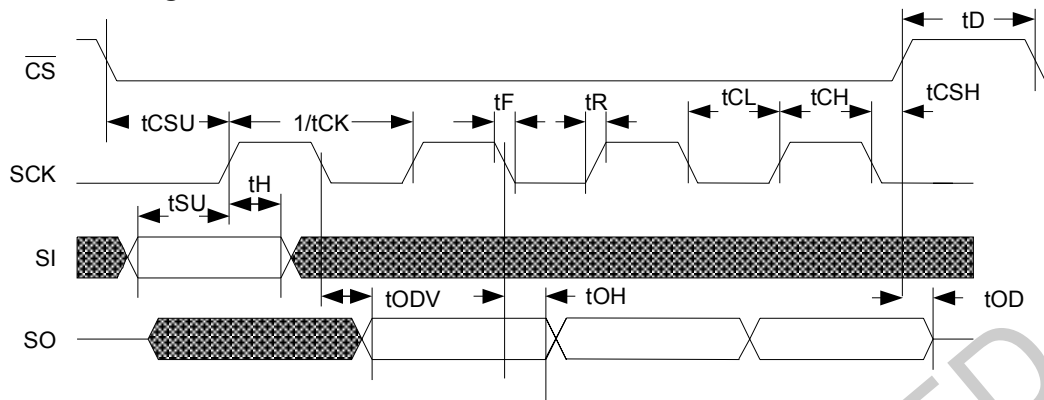 tD
CS
tF
tR
tCL
tCH
tCSH
tCSU
1/tCK
SCK
tSU
tH
SI
tODV
tOH
tOD
SO